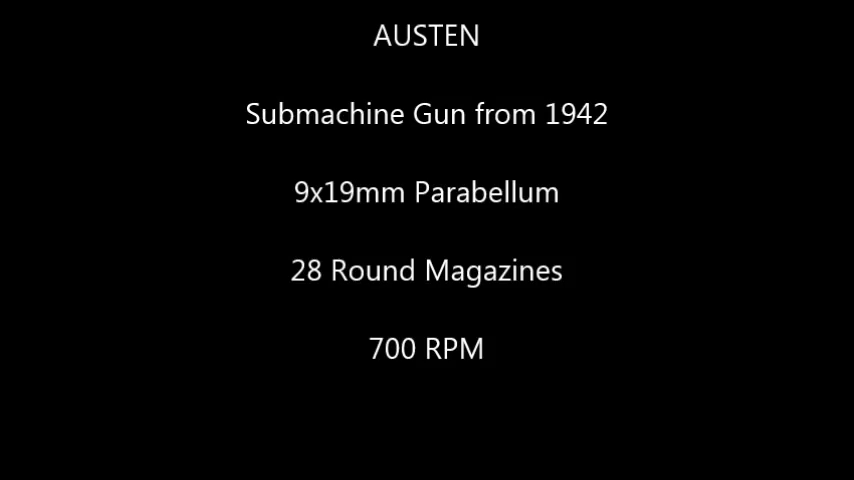 AUSTEN
Submachine Gun from 1942
9x19mm Parabellum
28 Round Magazines
700 RPM